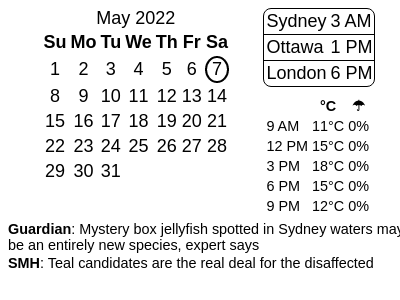 May 2022
Su Mo Tu We Th Fr Sa
1 2 3 4 5 6 7
8 9 10 11 12 13 14
15 16 17 18 19 20 21
22 23 24 25 26 27 28
29 30 31
Sydney 3 AM
Ottawa 1 PM
London 6 PM
°C ☂
9 AM 11°C 0%
12 PM 15°C 0%
3 PM 18°C 0%
6 PM 15°C 0%
9 PM 12°C 0%
Guardian: Mystery box jellyfish spotted in Sydney waters may
be an entirely new species, expert says
SMH: Teal candidates are the real deal for the disaffected